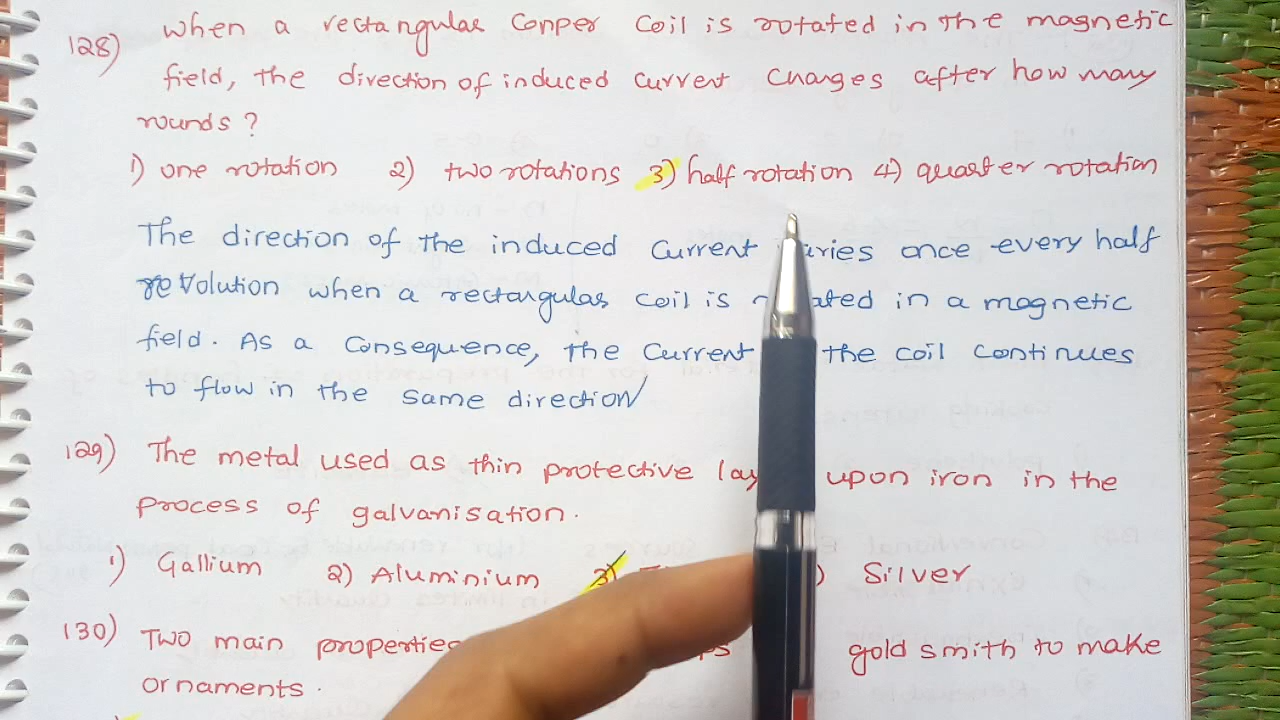 128) when a rectangular Conper Coil is rotated in the magnetic
field, the direction of induced current changes after how many
rounds?
1) one rotation 2) two rotations 3) half rotation 4) quarter rotation
The direction of the induced current once every half
revolution when a rectangular coil is in a magnetic
field. As a consequence, the current the coil continues
to flow in the same direction
129) The metal used as thin protective upon iron in the
process of galvanisation.
1) Gallium 2) Aluminium 3) Silver
130) Two main gold smith to make
ornaments.